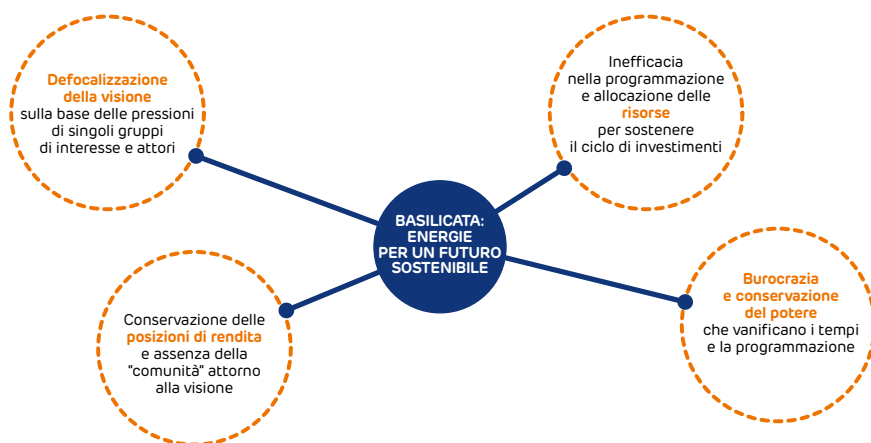 Defocalizzazione
della visione
sulla base delle pressioni
di singoli gruppi
di interesse e attori
Inefficacia
nella programmazione
e allocazione delle
risorse
per sostenere
il ciclo di investimenti
BASILICATA:
ENERGIE
PER UN FUTURO
SOSTENIBILE
Conservazione delle
posizioni di rendita
e assenza della
"comunità" attorno
alla visione
Burocrazia
e conservazione
del potere
che vanificano i tempi
e la programmazione